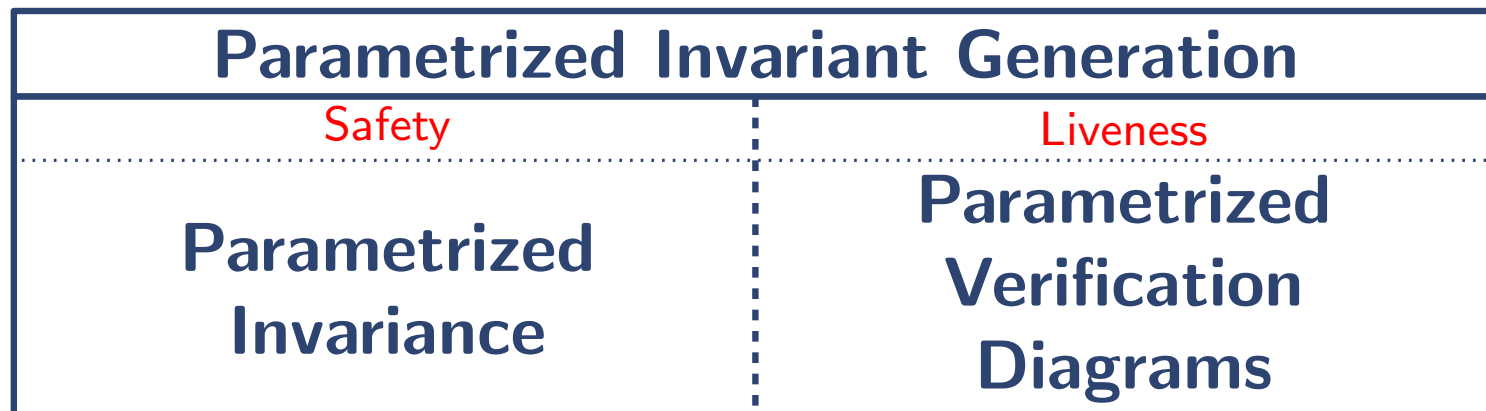 Parametrized Invariant Generation
Safety
Liveness
Parametrized
Invariance
Parametrized
Verification
Diagrams